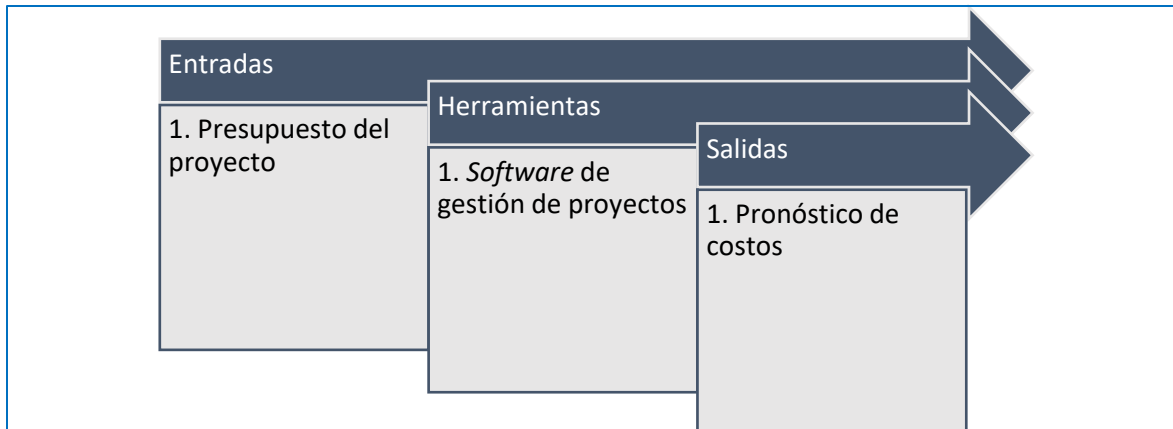 Entradas
1. Presupuesto del
proyecto
Herramientas
1. Software de
gestión de proyectos
Salidas
1. Pronóstico de
costos